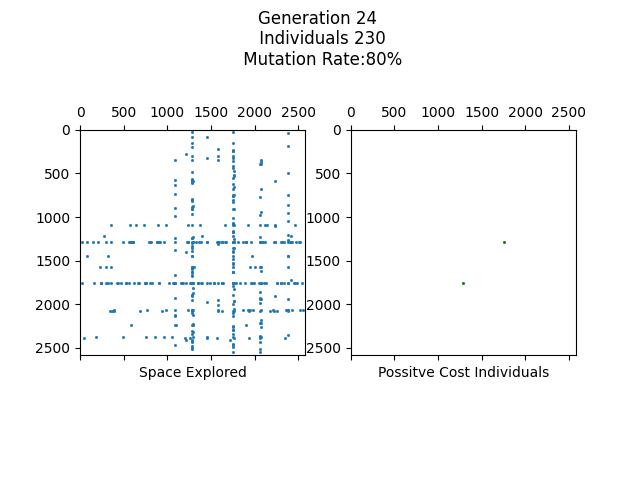 Generation 24
Individuals 230
Mutation Rate:80%
0 500 1000 1500 2000 2500
0 500 1000 1500 2000 2500
0
500
1000
1500
2000
2500
0
500
1000
1500
2000
2500
Space Explored
Possitve Cost Individuals